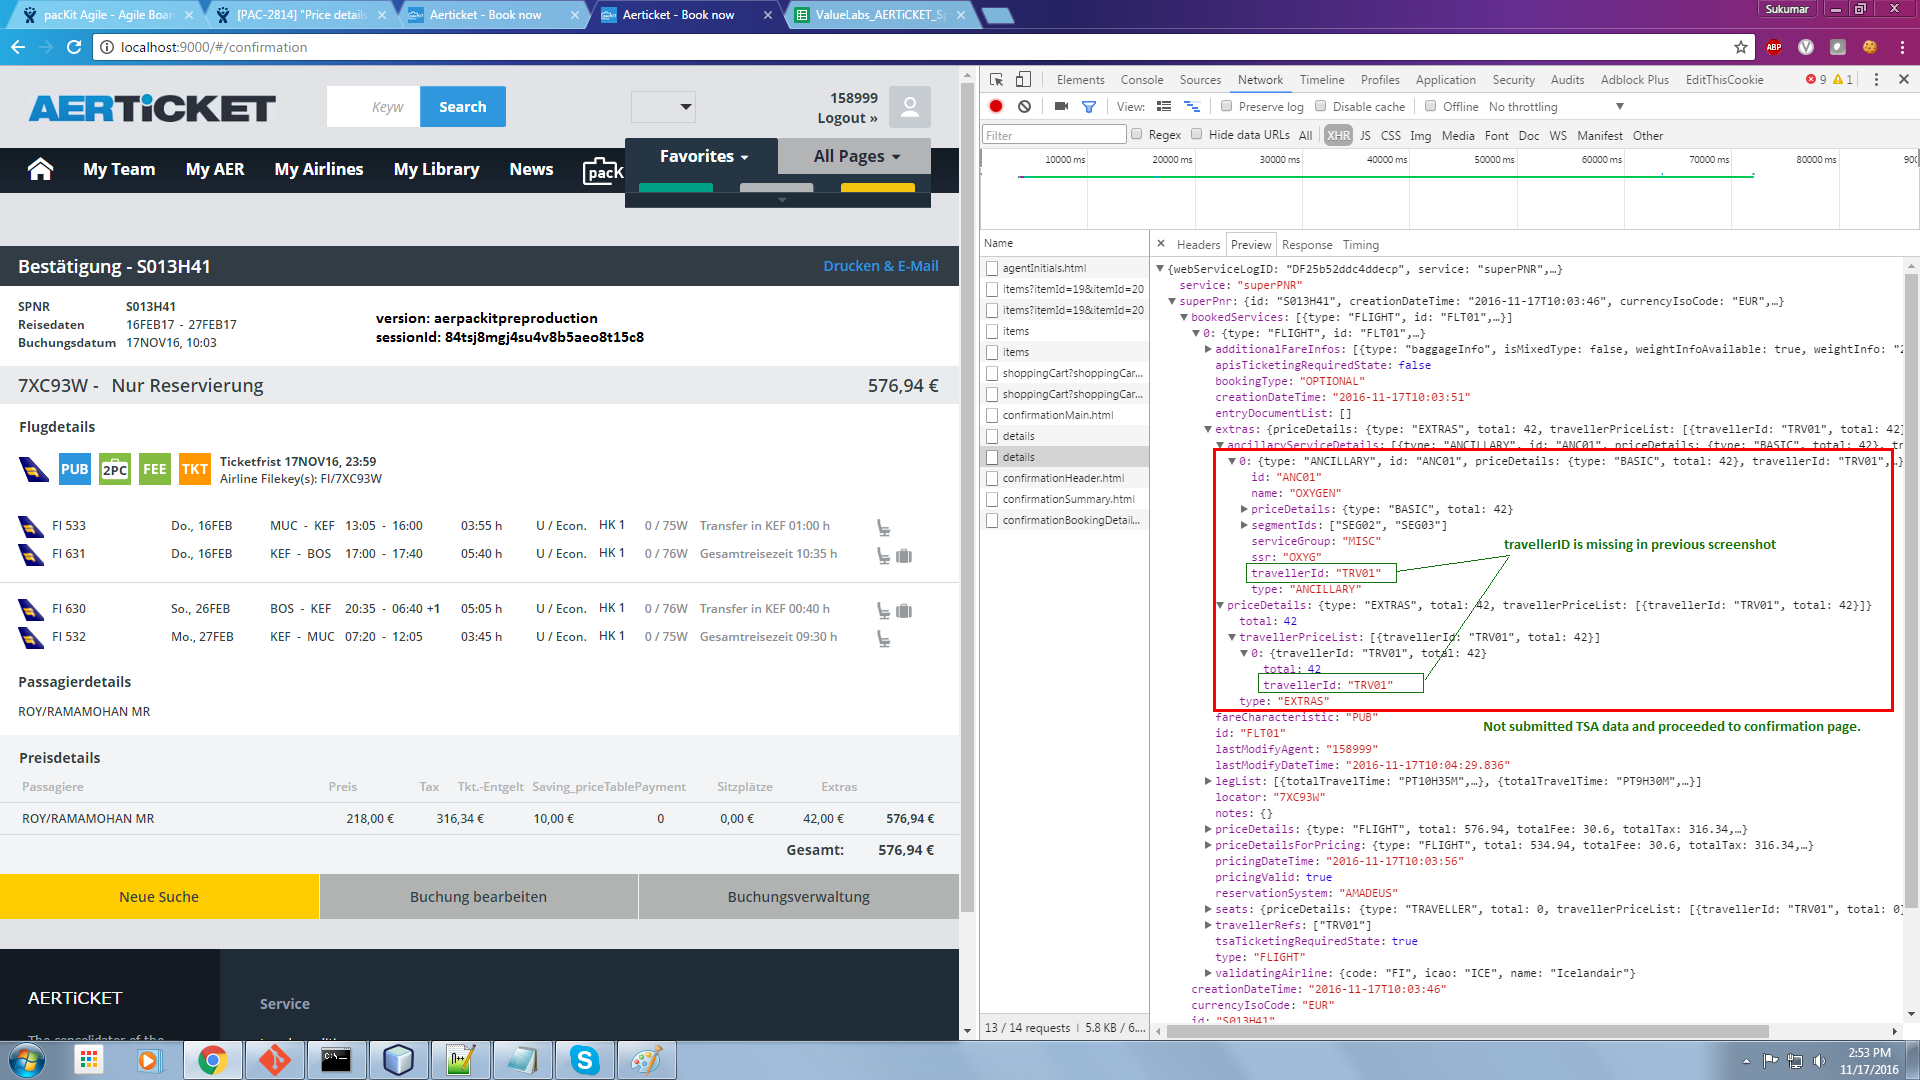 packit Agile - Agile Boar
[PAC-2814] "Price details
Aerticket - Book now
Aerticket - Book now
ValueLabs_AERTiCKET_Sp
Sukumar
localhost:9000/#/confirmation
AERTiCKET
Keyw
Search
158999
Logout »
Favorites
All Pages
My Team
My AER
My Airlines
My Library
News
pack
Bestätigung - S013H41
Drucken & E-Mail
SPNR S013H41
Reisedaten 16FEB17 - 27FEB17
Buchungsdatum 17NOV16, 10:03
version: aerpackitpreproduction
sessionId: 84tsj8mgj4su4v8b5aeo8t15c8
7XC93W - Nur Reservierung 576,94 €
Flugdetails
PUB 2PC FEE TKT
Ticketfrist 17NOV16, 23:59
Airline Filekey(s): FI/7XC93W
FI 533 Do., 16FEB MUC - KEF 13:05 - 16:00 03:55 h U / Econ. HK 1 0 / 75W Transfer in KEF 01:00 h
FI 631 Do., 16FEB KEF - BOS 17:00 - 17:40 05:40 h U / Econ. HK 1 0 / 76W Gesamtreisezeit 10:35 h
FI 630 So., 26FEB BOS - KEF 20:35 - 06:40 +1 05:05 h U / Econ. HK 1 0 / 76W Transfer in KEF 00:40 h
FI 532 Mo., 27FEB KEF - MUC 07:20 - 12:05 03:45 h U / Econ. HK 1 0 / 75W Gesamtreisezeit 09:30 h
Passagierdetails
ROY/RAMAMOHAN MR
Preisdetails
Passagiere Preis Tax Tkt.-Entgelt Saving_priceTablePayment Sitzplätze Extras
ROY/RAMAMOHAN MR 218,00 € 316,34 € 10,00 € 0 0,00 € 42,00 € 576,94 €
Gesamt: 576,94 €
Neue Suche
Buchung bearbeiten
Buchungsverwaltung
AERTiCKET
Service
The consolidator of the
Elements Console Sources Network Timeline Profiles Application Security Audits Adblock Plus EditThisCookie 9 1
View: Preserve log Disable cache Offline No throttling
Filter Regex Hide data URLs All XHR JS CSS Img Media Font Doc WS Manifest Other
10000 ms 20000 ms 30000 ms 40000 ms 50000 ms 60000 ms 70000 ms 80000 ms 900
Name
agentInitials.html
items?itemId=19&itemId=20
items?itemId=19&itemId=20
items
items
shoppingCart?shoppingCar...
shoppingCart?shoppingCar...
confirmationMain.html
details
details
confirmationHeader.html
confirmationSummary.html
confirmationBookingDetail...
13 / 14 requests | 5.8 KB / 6....
Headers Preview Response Timing
{webServiceLogID: "DF25b52ddc4ddecp", service: "superPNR",…}
service: "superPNR"
superPnr: {id: "S013H41", creationDateTime: "2016-11-17T10:03:46", currencyIsoCode: "EUR",…}
bookedServices: [{type: "FLIGHT", id: "FLT01",…}]
0: {type: "FLIGHT", id: "FLT01",…}
additionalFareInfos: [{type: "baggageInfo", isMixedType: false, weightInfoAvailable: true, weightInfo: "2
apisTicketingRequiredState: false
bookingType: "OPTIONAL"
creationDateTime: "2016-11-17T10:03:51"
entryDocumentList: []
extras: {priceDetails: {type: "EXTRAS", total: 42, travellerPriceList: [{travellerId: "TRV01", total: 42}
ancillaryServiceDetails: [{type: "ANCILLARY", id: "ANC01", priceDetails: {type: "BASIC", total: 42}, tr
0: {type: "ANCILLARY", id: "ANC01", priceDetails: {type: "BASIC", total: 42}, travellerId: "TRV01",…}
id: "ANC01"
name: "OXYGEN"
priceDetails: {type: "BASIC", total: 42}
segmentIds: ["SEG02", "SEG03"]
serviceGroup: "MISC"
ssr: "OXYG"
travellerId: "TRV01"
type: "ANCILLARY"
travellerID is missing in previous screenshot
priceDetails: {type: "EXTRAS", total: 42, travellerPriceList: [{travellerId: "TRV01", total: 42}]}
total: 42
travellerPriceList: [{travellerId: "TRV01", total: 42}]
0: {travellerId: "TRV01", total: 42}
total: 42
travellerId: "TRV01"
type: "EXTRAS"
fareCharacteristic: "PUB"
Not submitted TSA data and proceeded to confirmation page.
id: "FLT01"
lastModifyAgent: "158999"
lastModifyDateTime: "2016-11-17T10:04:29.836"
legList: [{totalTravelTime: "PT10H35M",…}, {totalTravelTime: "PT9H30M",…}]
locator: "7XC93W"
notes: {}
priceDetails: {type: "FLIGHT", total: 576.94, totalFee: 30.6, totalTax: 316.34,…}
priceDetailsForPricing: {type: "FLIGHT", total: 534.94, totalFee: 30.6, totalTax: 316.34,…}
pricingDateTime: "2016-11-17T10:03:56"
pricingValid: true
reservationSystem: "AMADEUS"
seats: {priceDetails: {type: "TRAVELLER", total: 0, travellerPriceList: [{travellerId: "TRV01", total: 0}
travellerRefs: ["TRV01"]
tsaTicketingRequiredState: true
type: "FLIGHT"
validatingAirline: {code: "FI", icao: "ICE", name: "Icelandair"}
creationDateTime: "2016-11-17T10:03:46"
currencyIsoCode: "EUR"
id: "S013H41"
2:53 PM
11/17/2016